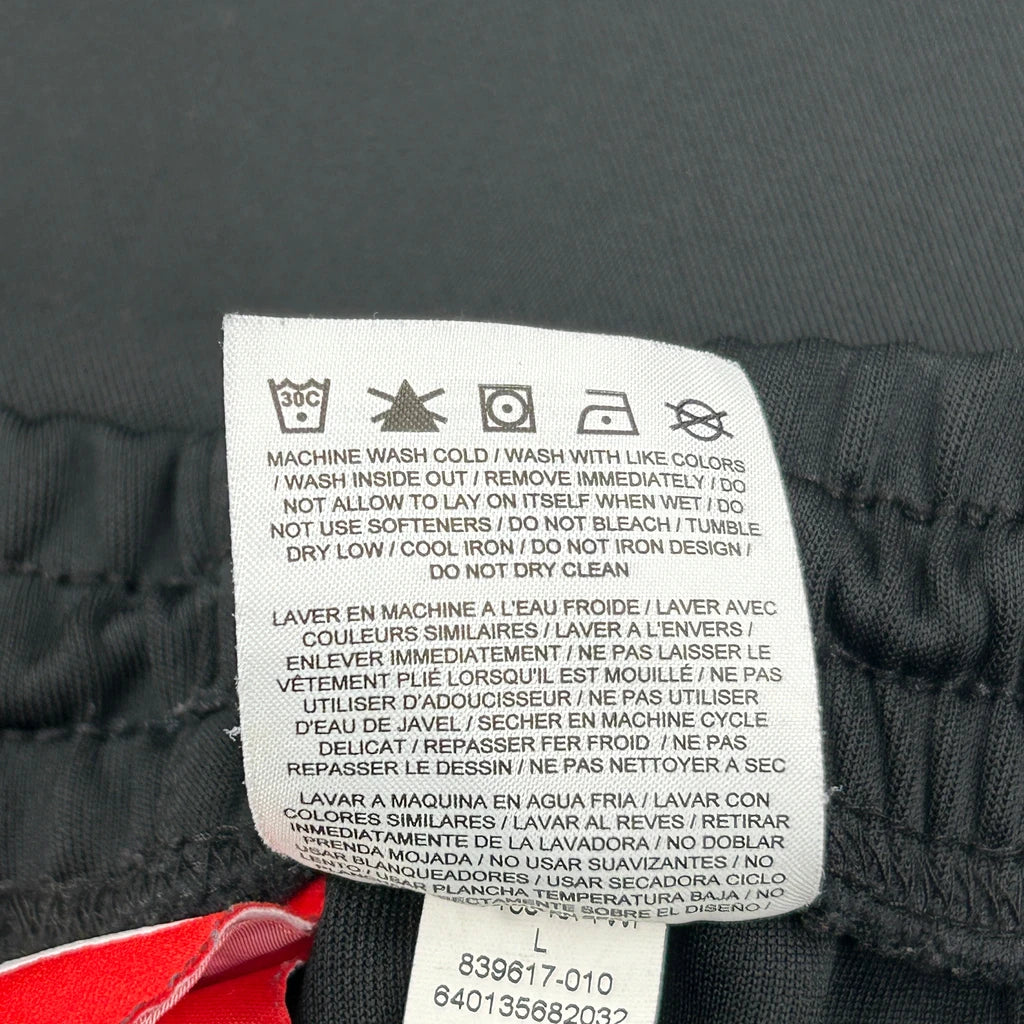 30C
MACHINE WASH COLD / WASH WITH LIKE COLORS
/ WASH INSIDE OUT / REMOVE IMMEDIATELY / DO
NOT ALLOW TO LAY ON ITSELF WHEN WET / DO
NOT USE SOFTENERS / DO NOT BLEACH / TUMBLE
DRY LOW / COOL IRON / DO NOT IRON DESIGN /
DO NOT DRY CLEAN
LAVER EN MACHINE A L'EAU FROIDE / LAVER AVEC
COULEURS SIMILAIRES / LAVER A L'ENVERS /
ENLEVER IMMEDIATEMENT / NE PAS LAISSER LE
VÊTEMENT PLIÉ LORSQU'IL EST MOUILLÉ / NE PAS
UTILISER D'ADOUCISSEUR / NE PAS UTILISER
D'EAU DE JAVEL / SECHER EN MACHINE CYCLE
DELICAT / REPASSER FER FROID / NE PAS
REPASSER LE DESSIN / NE PAS NETTOYER A SEC
LAVAR A MAQUINA EN AGUA FRIA / LAVAR CON
COLORES SIMILARES / LAVAR AL REVES / RETIRAR
INMEDIATAMENTE DE LA LAVADORA / NO DOBLAR
PRENDA MOJADA / NO USAR SUAVIZANTES / NO
USAR BLANQUEADORES / USAR SECADORA CICLO
LENTO / USAR PLANCHA TEMPERATURA BAJA / NO
SOBRE EL DISEÑO /
L
839617-010
640135682032